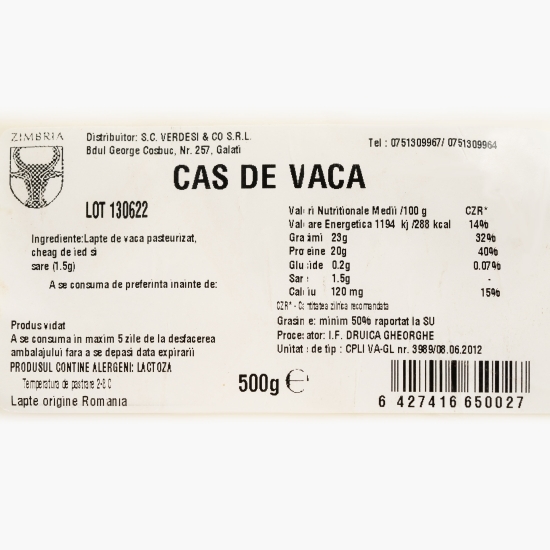 ZIMBRIA
Distribuitor: S.C. VERDESI & CO S.R.L.
Bdul George Cosbuc, Nr. 257, Galati
Tel : 0751309967/ 0751309964
CAS DE VACA
LOT 130622
Ingrediente:Lapte de vaca pasteurizat,
cheag de ied si
sare (1.5g)
A se consuma de preferinta inainte de:
Valori Nutritionale Medii /100 g CZR*
Valoare Energetica 1194 kj /288 kcal 14%
Grasimi 23g 32%
Proteine 20g 40%
Glucide 0.2g 0.07%
Sare 1.5g -
Calciu 120 mg 15%
CZR* - Cantitatea zilnica recomandata
Grasime: minim 50% raportat la SU
Procesator: I.F. DRUICA GHEORGHE
Unitate de tip : CPLI VA-GL nr. 3989/08.06.2012
Produs vidat
A se consuma in maxim 5 zile de la desfacerea
ambalajului fara a se depasi data expirarii
PRODUSUL CONTINE ALERGENI: LACTOZA
Temperatura de pastrare 2-8 C
Lapte origine Romania
500g ℮
6 427416 650027